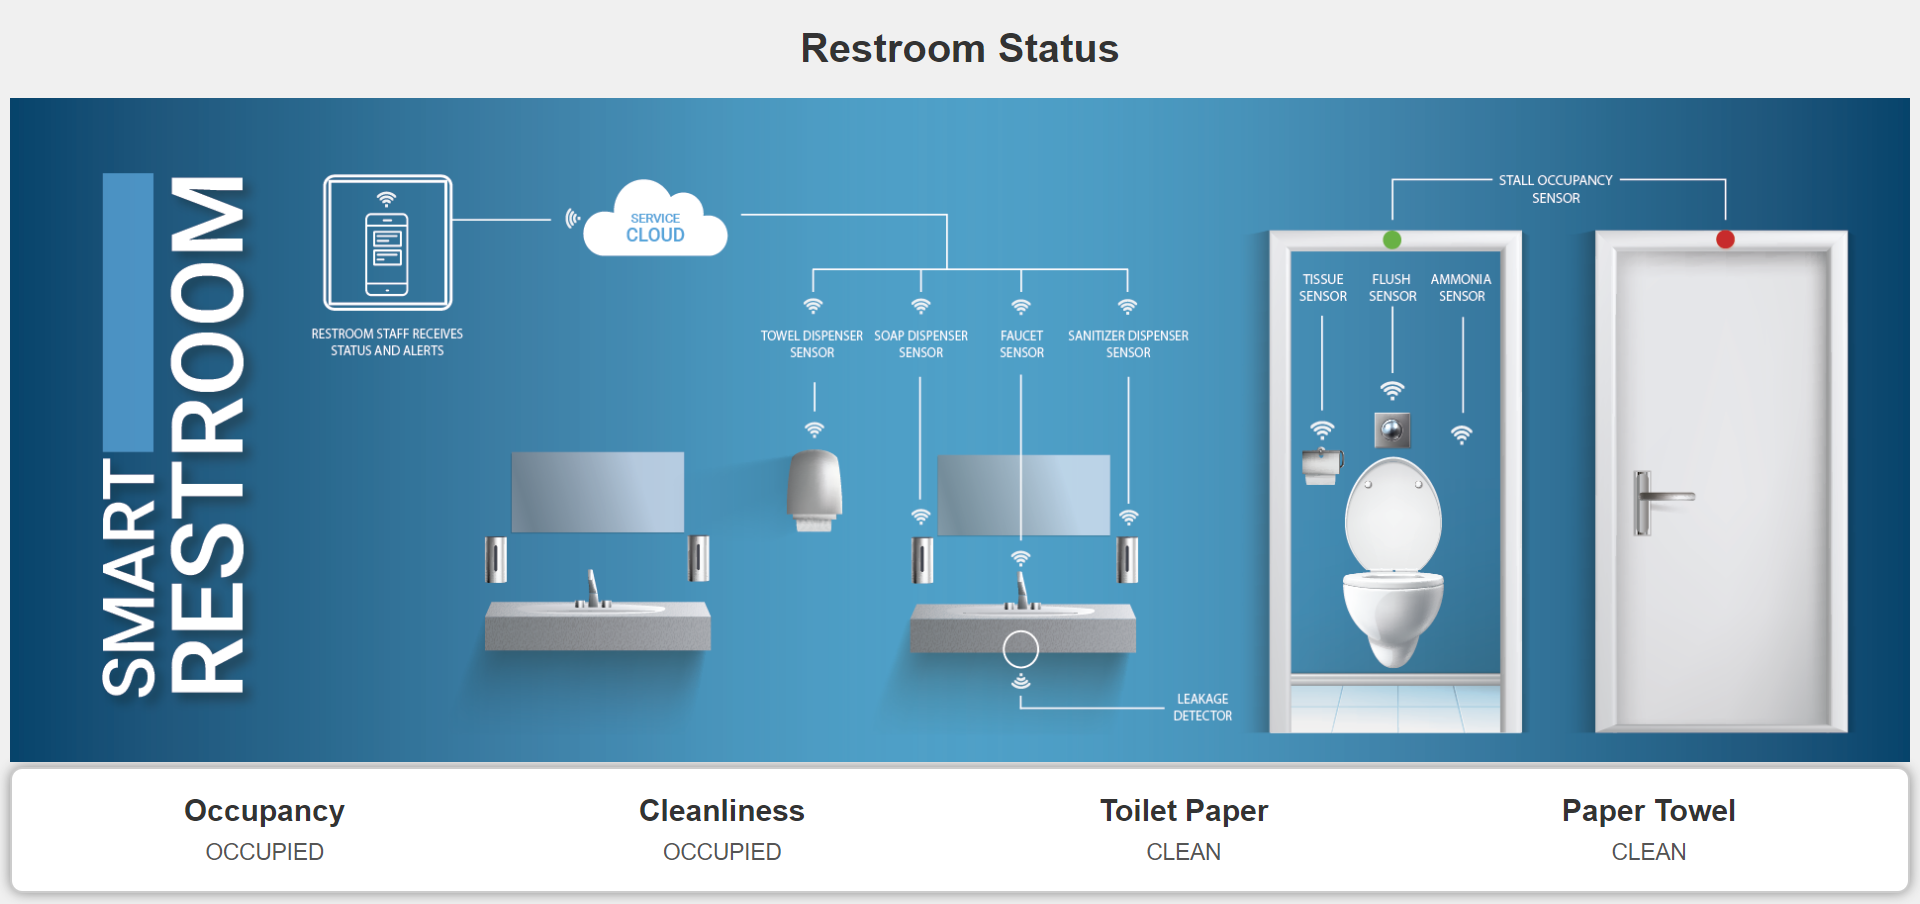 Restroom Status
SMART
RESTROOM
RESTROOM STAFF RECEIVES
STATUS AND ALERTS
SERVICE
CLOUD
TOWEL DISPENSER
SENSOR
SOAP DISPENSER
SENSOR
FAUCET
SENSOR
SANITIZER DISPENSER
SENSOR
LEAKAGE
DETECTOR
STALL OCCUPANCY
SENSOR
TISSUE
SENSOR
FLUSH
SENSOR
AMMONIA
SENSOR
Occupancy
OCCUPIED
Cleanliness
OCCUPIED
Toilet Paper
CLEAN
Paper Towel
CLEAN